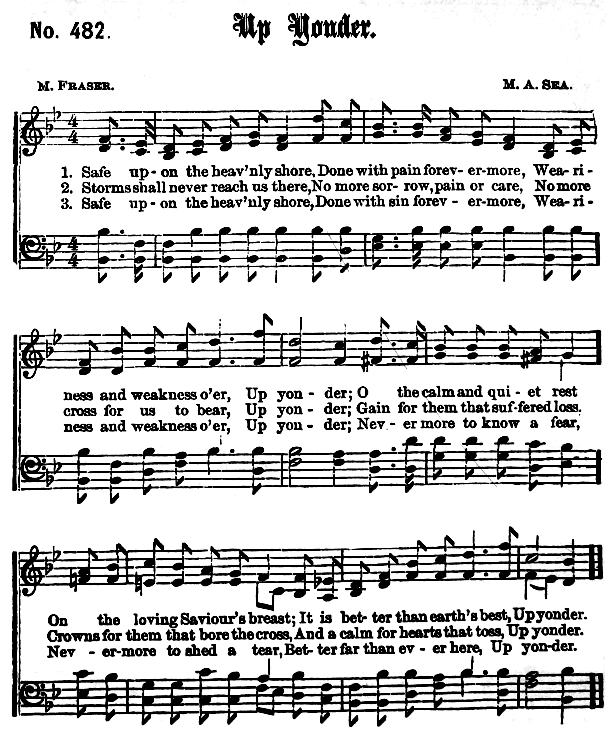 No. 482.
Up Yonder.
M. FRASER.
M. A. SEA.
1. Safe up - on the heav'nly shore, Done with pain forev- er-more, Wea-ri-
2. Storms shall never reach us there, No more sor- row, pain or care, No more
3. Safe up - on the heav'nly shore, Done with sin forev - er-more, Wea-ri-
ness and weakness o'er, Up yon - der; O the calm and qui - et rest
cross for us to bear, Up yon - der; Gain for them that suf-fered loss.
ness and weakness o'er, Up yon - der; Nev - er more to know a fear,
On the loving Saviour's breast; It is bet- ter than earth's best, Up yonder.
Crowns for them that bore the cross, And a calm for hearts that toss, Up yonder.
Nev - er-more to shed a tear, Bet- ter far than ev - er here, Up yon-der.